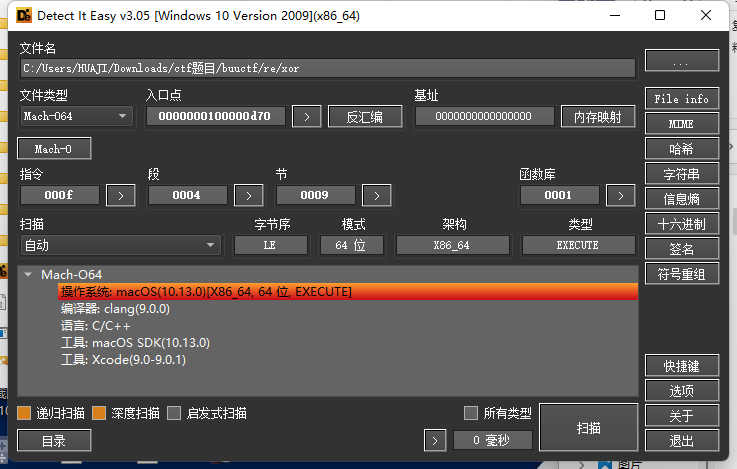 Detect It Easy v3.05 [Windows 10 Version 2009](x86_64)
文件名
C:/Users/HUAJI/Downloads/ctf题目/buuctf/re/xor
...
文件类型 入口点 基址
File info
Mach-O64 0000000100000d70 > 反汇编 0000000000000000 内存映射
MIME
Mach-O
哈希
指令 段 节 函数库
字符串
000f > 0004 > 0009 > 0001 >
信息熵
扫描 字节序 模式 架构 类型
十六进制
自动 LE 64 位 X86_64 EXECUTE
签名
Mach-O64
符号重组
操作系统: macOS(10.13.0)[X86_64, 64 位, EXECUTE]
编译器: clang(9.0.0)
语言: C/C++
工具: macOS SDK(10.13.0)
工具: Xcode(9.0-9.0.1)
快捷键
选项
递归扫描 深度扫描 启发式扫描 所有类型 扫描
关于
目录 > 0 毫秒
退出
图片